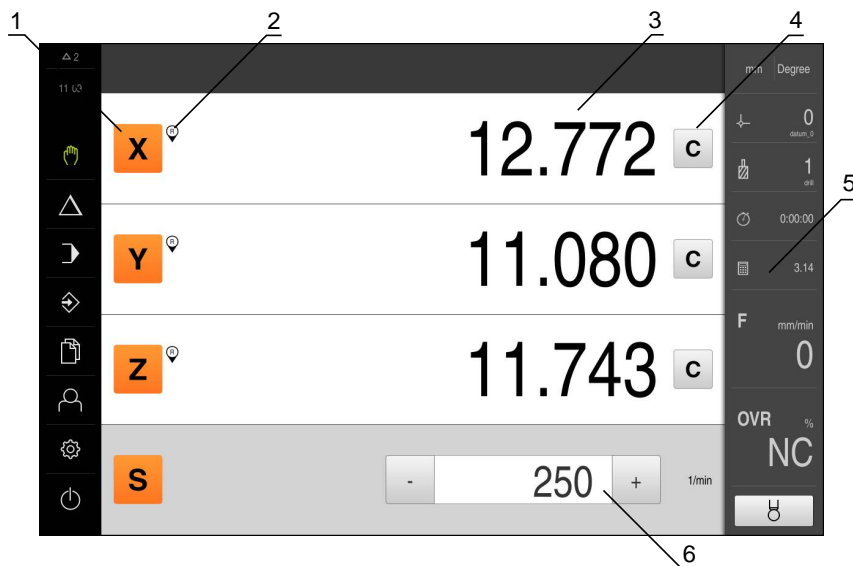 1
2
3
4
5
6
2
mm Degree
0
datum_0
1
drill
0:00:00
3.14
F mm/min
0
OVR %
NC
X R 12.772 C
Y R 11.080 C
Z R 11.743 C
S - 250 + 1/min